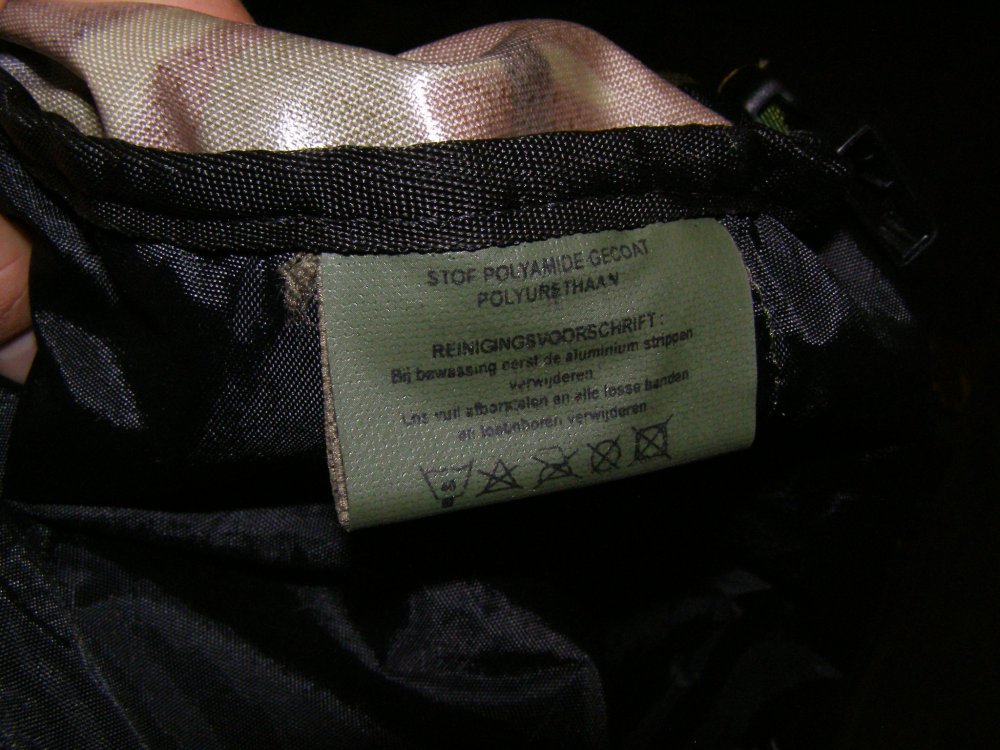 STOF POLYAMIDE GECOAT
POLYURETHAAN
REINIGINGSVOORSCHRIFT :
Bij bewassing eerst de aluminium strippen
verwijderen
Los vuil afborstelen en alle losse banden
en toebehoren verwijderen
40